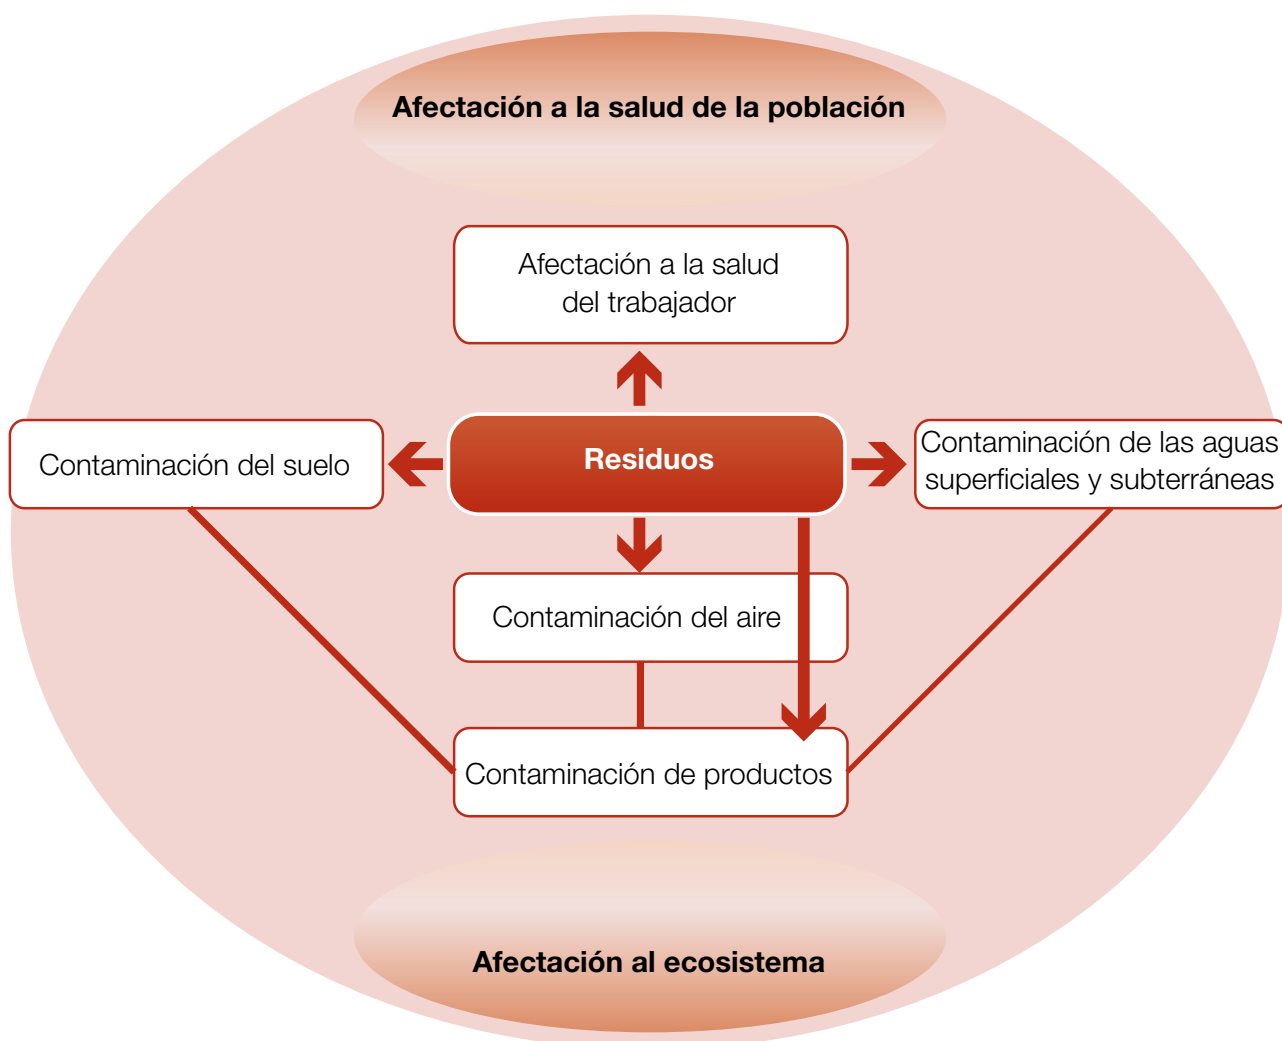 Afectación a la salud de la población
Afectación a la salud
del trabajador
Contaminación del suelo
Residuos
Contaminación de las aguas
superficiales y subterráneas
Contaminación del aire
Contaminación de productos
Afectación al ecosistema